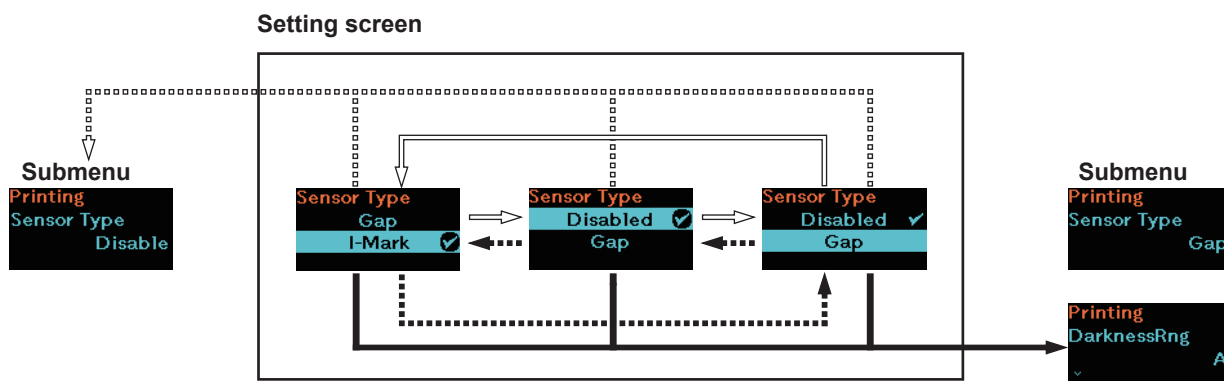 Setting screen
Submenu
Printing
Sensor Type
Disable
Sensor Type
Gap
I-Mark
Sensor Type
Disabled
Gap
Sensor Type
Disabled
Gap
Submenu
Printing
Sensor Type
Gap
Printing
DarknessRng
A